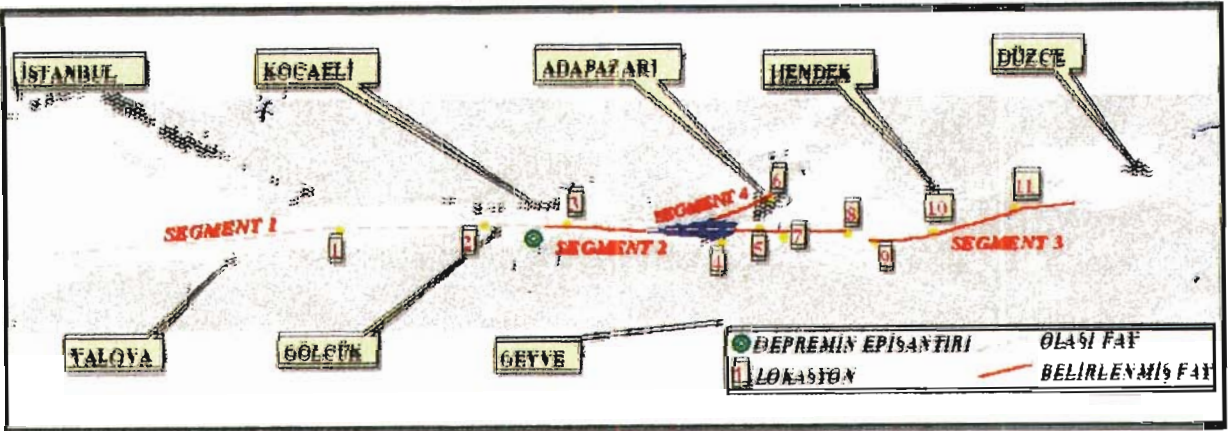 İSTANBUL
KOCAELİ
ADAPAZARI
HENDEK
DÜZCE
SEGMENT 1
SEGMENT 2
SEGMENT 4
SEGMENT 3
1
2
3
4
5
6
7
8
9
10
11
YALOVA
GÖLCÜK
GEYVE
DEPREMİN EPİSANTIRI
OLASI FAY
1 LOKASYON
BELİRLENMİŞ FAY